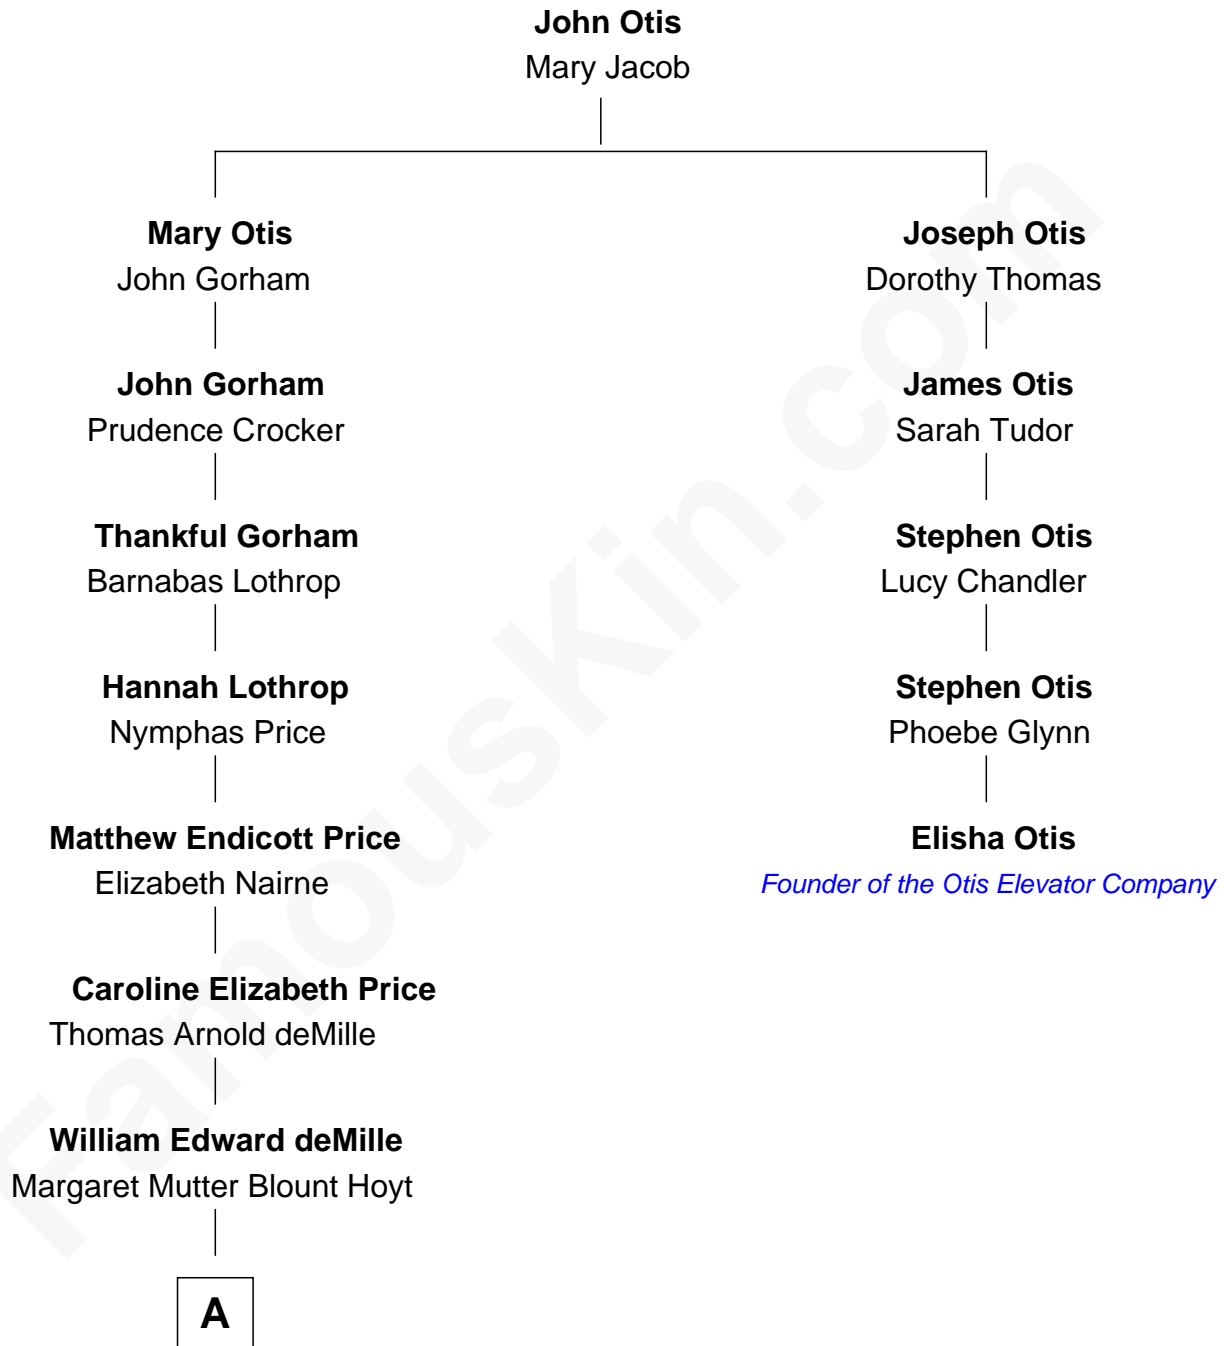 John Otis
Mary Jacob
Mary Otis
John Gorham
Joseph Otis
Dorothy Thomas
John Gorham
Prudence Crocker
James Otis
Sarah Tudor
Thankful Gorham
Barnabas Lothrop
Stephen Otis
Lucy Chandler
Hannah Lothrop
Nymphas Price
Stephen Otis
Phoebe Glynn
Matthew Endicott Price
Elizabeth Nairne
Elisha Otis
Founder of the Otis Elevator Company
Caroline Elizabeth Price
Thomas Arnold deMille
William Edward deMille
Margaret Mutter Blount Hoyt
A
FamousKin.com